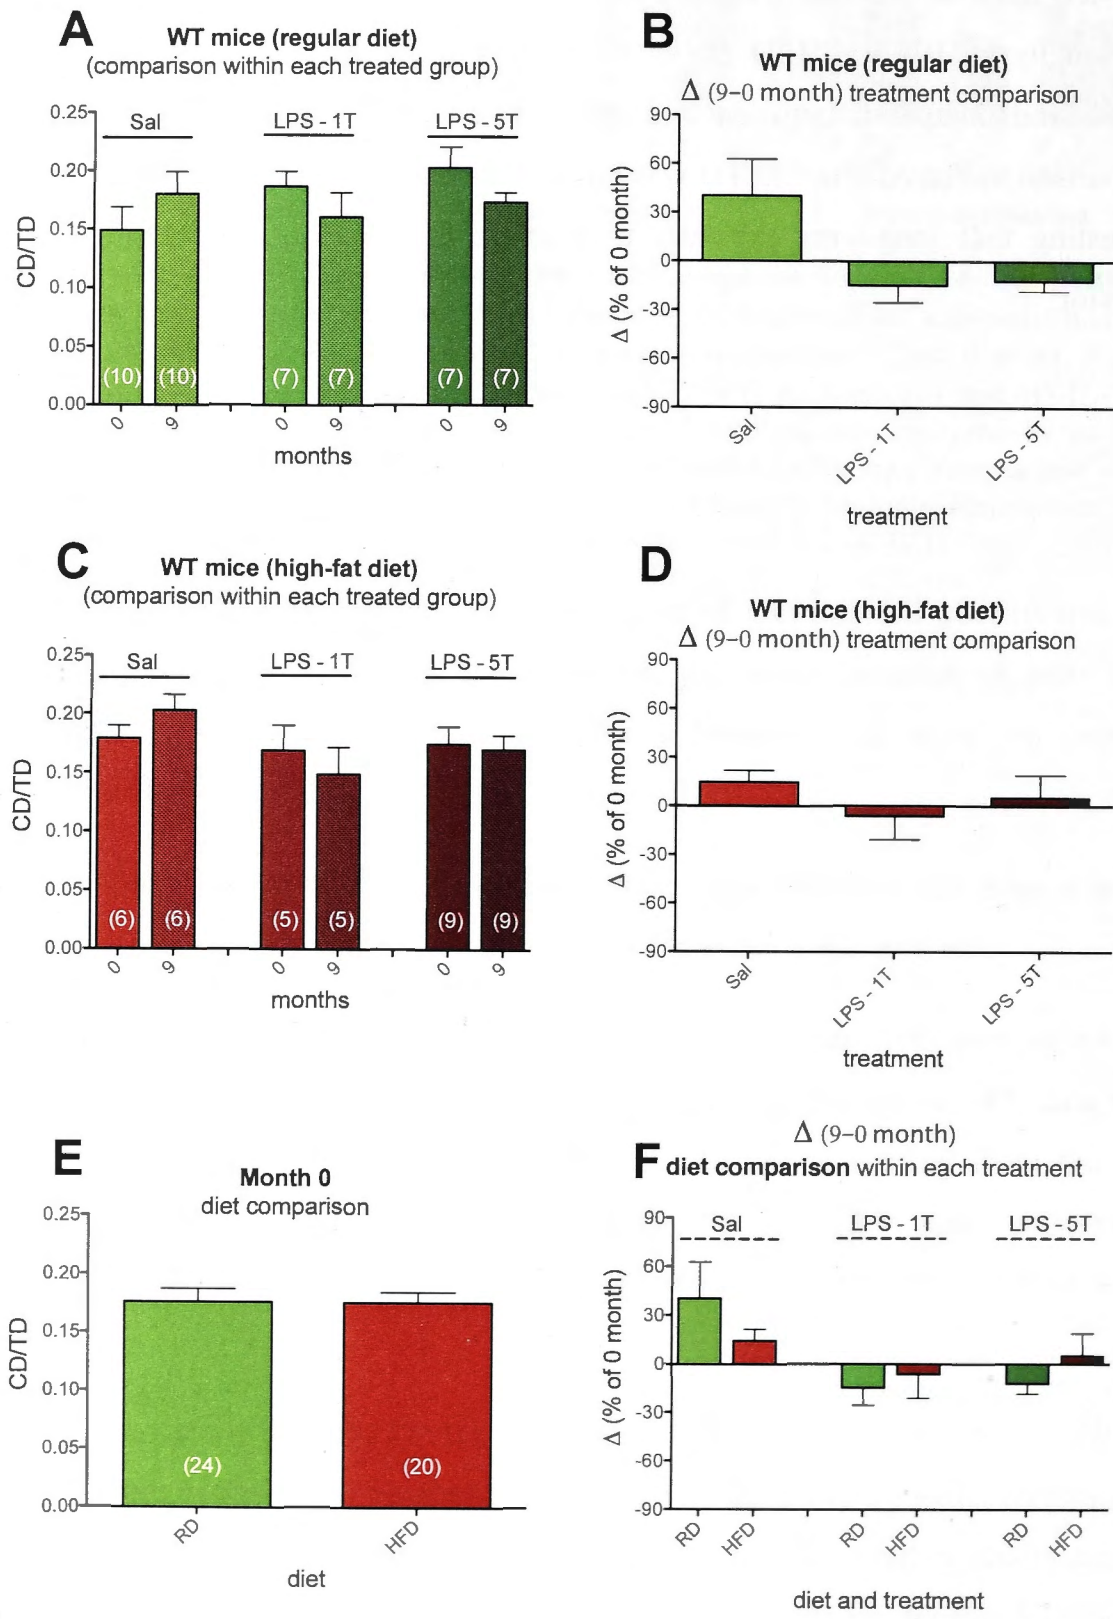 A
WT mice (regular diet)
(comparison within each treated group)
Sal LPS - 1T LPS - 5T
0.25
0.20
0.15
0.10
0.05
0.00
CD/TD
(10) (10) (7) (7) (7) (7)
0 9 0 9 0 9
months
B
WT mice (regular diet)
Δ (9–0 month) treatment comparison
90
60
30
0
-30
-60
-90
Δ (% of 0 month)
Sal LPS - 1T LPS - 5T
treatment
C
WT mice (high-fat diet)
(comparison within each treated group)
Sal LPS - 1T LPS - 5T
0.25
0.20
0.15
0.10
0.05
0.00
CD/TD
(6) (6) (5) (5) (9) (9)
0 9 0 9 0 9
months
D
WT mice (high-fat diet)
Δ (9–0 month) treatment comparison
90
60
30
0
-30
-60
-90
Δ (% of 0 month)
Sal LPS - 1T LPS - 5T
treatment
E
Month 0
diet comparison
0.25
0.20
0.15
0.10
0.05
0.00
CD/TD
(24) (20)
RD HFD
diet
F
Δ (9–0 month)
diet comparison within each treatment
Sal LPS - 1T LPS - 5T
90
60
30
0
-30
-60
-90
Δ (% of 0 month)
RD HFD RD HFD RD HFD
diet and treatment